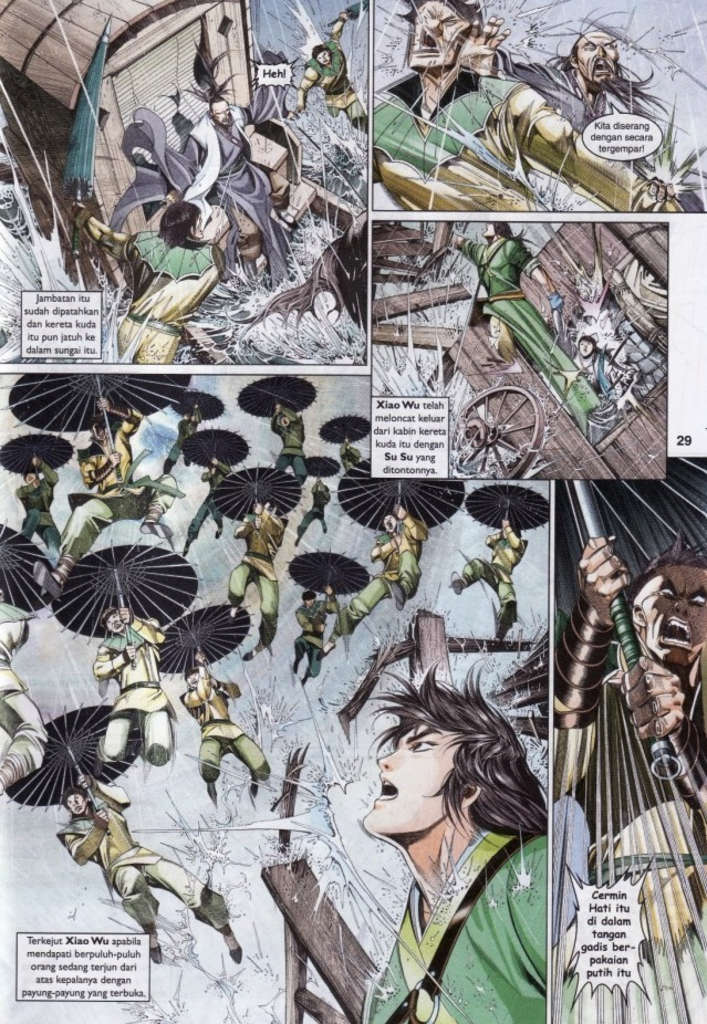 Heh!
Jambatan itu
sudah dipatahkan
dan kereta kuda
itu pun jatuh ke
dalam sungai itu.
Kita diserang
dengan secara
tergempar!
Xiao Wu telah
meloncat keluar
dari kabin kereta
kuda itu dengan
Su Su yang
ditontonnya.
29
Terkejut Xiao Wu apabila
mendapati berpuluh-puluh
orang sedang terjun dari
atas kepalanya dengan
payung-payung yang terbuka.
Cermin
Hati itu
di dalam
tangan
gadis ber-
pakaian
putih itu